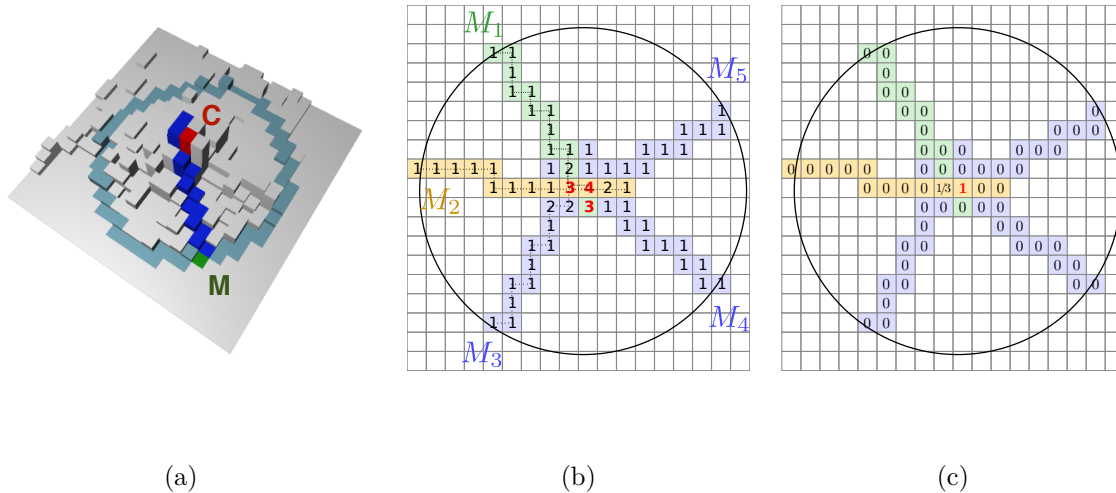 C
M
(a)
M₁
1 1
1
M₅
1 1
1 1 1
1 1 1 1
1 1 1 1 1 1
1 1 1 1 1 1 2 1 1 1 1
1 1 1 1 3 4 2 1
M₂
2 2 3 1 1
1 1 1
1 1 1 1 1
1 1 1
1 1 1 1
1
M₄
1 1
M₃
(b)
0 0
0
0 0
0 0 0
0 0 0 0
0 0 0 0 0 0
0 0 0 0 0 0 0 0 0 0 0
0 0 0 0 1/3 1 0 0
0 0 0 0 0
0 0 0
0 0 0 0 0
0 0 0
0 0 0 0
0
0 0
(c)